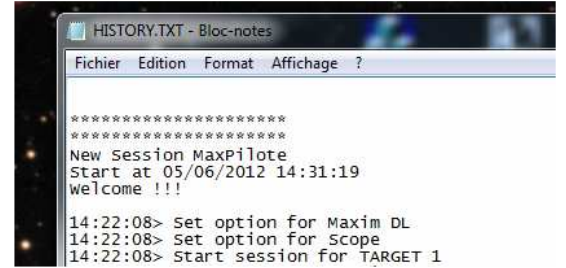 HISTORY.TXT - Bloc-notes
Fichier Edition Format Affichage ?
**********************
**********************
New Session MaxPilote
Start at 05/06/2012 14:31:19
Welcome !!!
14:22:08> Set option for Maxim DL
14:22:08> Set option for Scope
14:22:08> Start session for TARGET 1